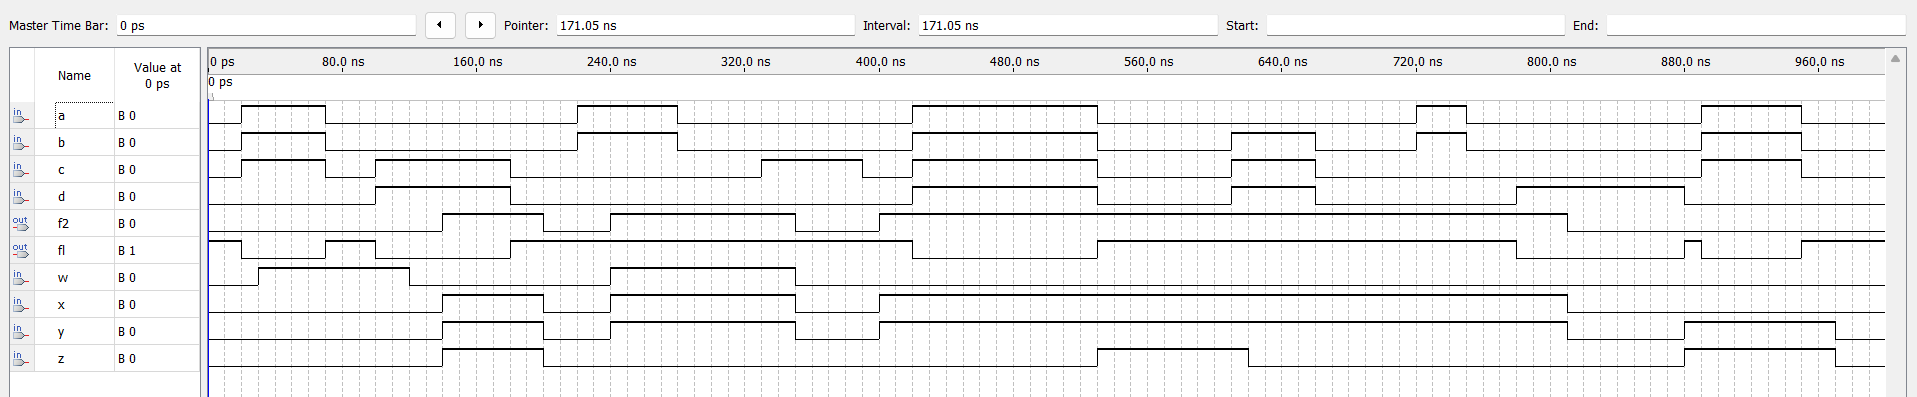 Master Time Bar: 0 ps Pointer: 171.05 ns Interval: 171.05 ns Start: End:
Name Value at 0 ps 0 ps 80.0 ns 160.0 ns 240.0 ns 320.0 ns 400.0 ns 480.0 ns 560.0 ns 640.0 ns 720.0 ns 800.0 ns 880.0 ns 960.0 ns
0 ps
in a B 0
in b B 0
in c B 0
in d B 0
out f2 B 0
out fl B 1
in w B 0
in x B 0
in y B 0
in z B 0